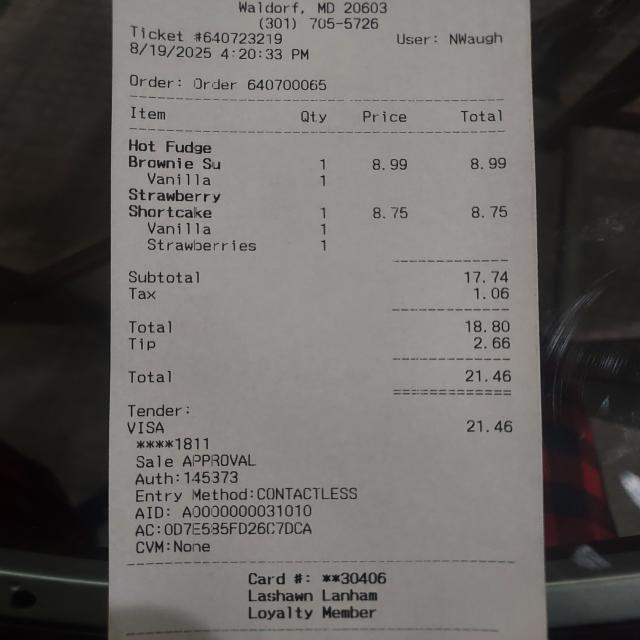 Waldorf, MD 20603
(301) 705-5726
Ticket #640723219 User: NWaugh
8/19/2025 4:20:33 PM
Order: Order 640700065
Item Qty Price Total
Hot Fudge
Brownie Su 1 8.99 8.99
Vanilla 1
Strawberry
Shortcake 1 8.75 8.75
Vanilla 1
Strawberries 1
Subtotal 17.74
Tax 1.06
Total 18.80
Tip 2.66
Total 21.46
Tender:
VISA 21.46
****1811
Sale APPROVAL
Auth:145373
Entry Method:CONTACTLESS
AID: A0000000031010
AC:0D7E585FD26C7DCA
CVM:None
Card #: **30406
Lashawn Lanham
Loyalty Member